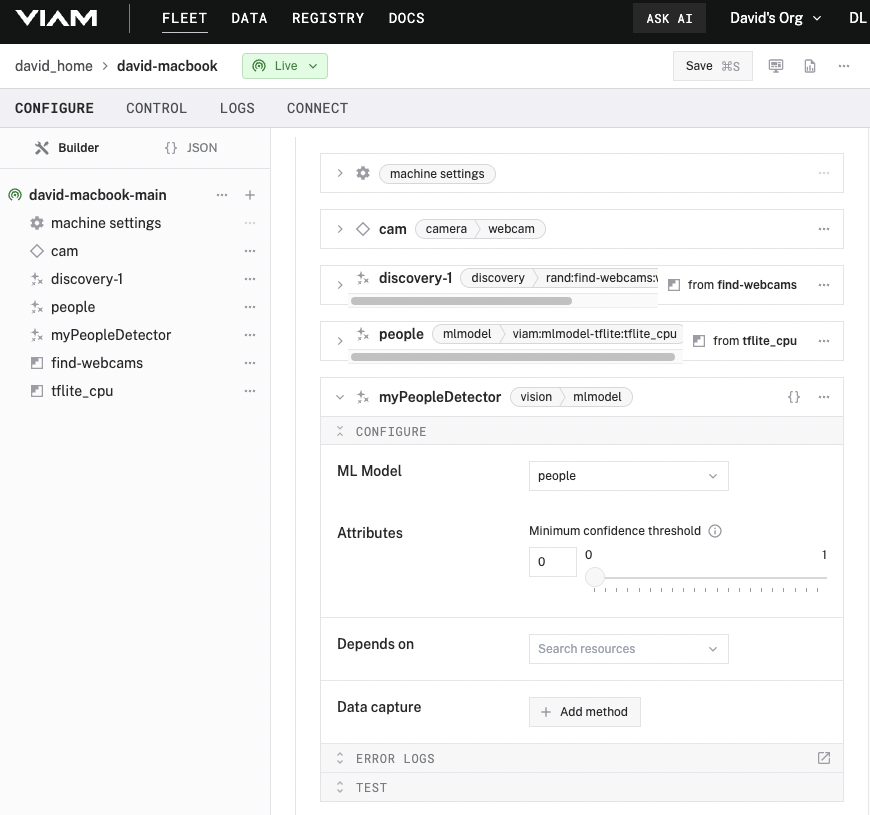 VIAM FLEET DATA REGISTRY DOCS ASK AI David's Org DL
david_home > david-macbook Live Save ⌘S ...
CONFIGURE CONTROL LOGS CONNECT
Builder {} JSON
david-macbook-main ... +
machine settings ...
cam ...
discovery-1 ...
people ...
myPeopleDetector ...
find-webcams ...
tflite_cpu ...
machine settings ...
cam camera webcam ...
discovery-1 discovery rand:find-webcams: from find-webcams ...
people mlmodel viam:mlmodel-tflite:tflite_cpu from tflite_cpu ...
myPeopleDetector vision mlmodel {} ...
CONFIGURE
ML Model people
Attributes Minimum confidence threshold
0 0 1
Depends on Search resources
Data capture + Add method
ERROR LOGS
TEST